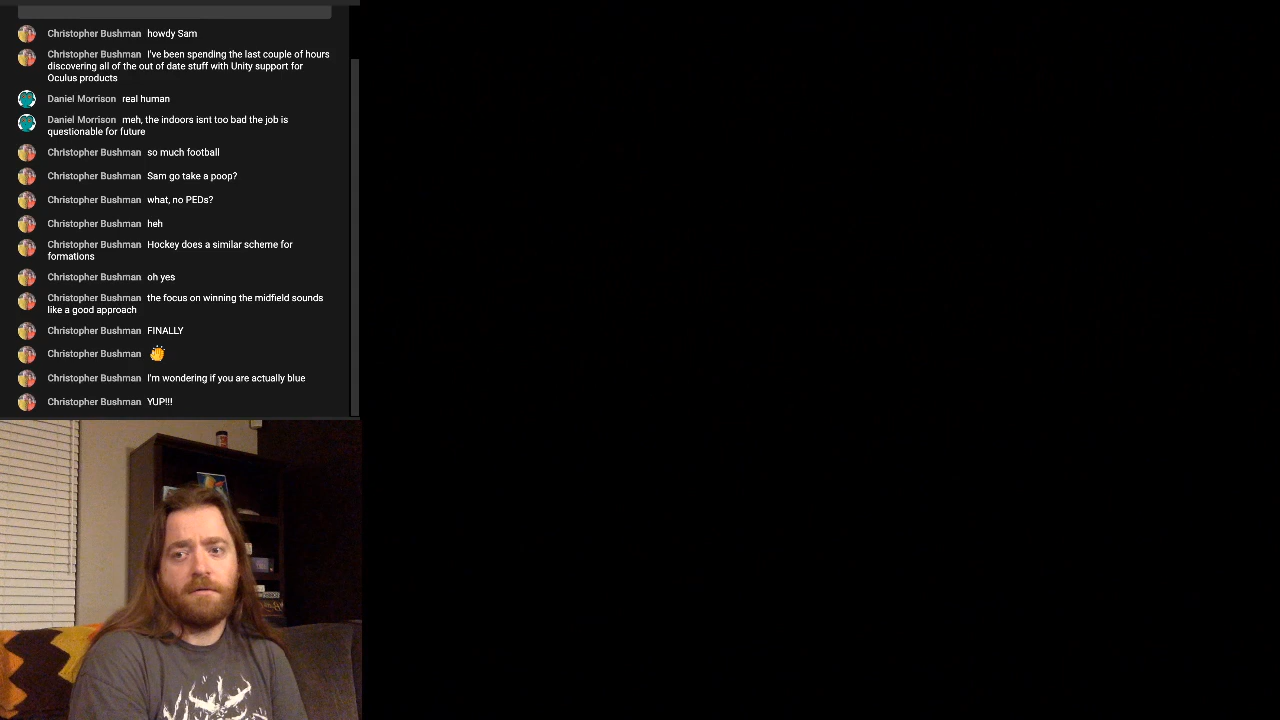 Christopher Bushman howdy Sam
Christopher Bushman I've been spending the last couple of hours
discovering all of the out of date stuff with Unity support for
Oculus products
Daniel Morrison real human
Daniel Morrison meh, the indoors isnt too bad the job is
questionable for future
Christopher Bushman so much football
Christopher Bushman Sam go take a poop?
Christopher Bushman what, no PEDs?
Christopher Bushman heh
Christopher Bushman Hockey does a similar scheme for
formations
Christopher Bushman oh yes
Christopher Bushman the focus on winning the midfield sounds
like a good approach
Christopher Bushman FINALLY
Christopher Bushman 👏
Christopher Bushman I'm wondering if you are actually blue
Christopher Bushman YUP!!!